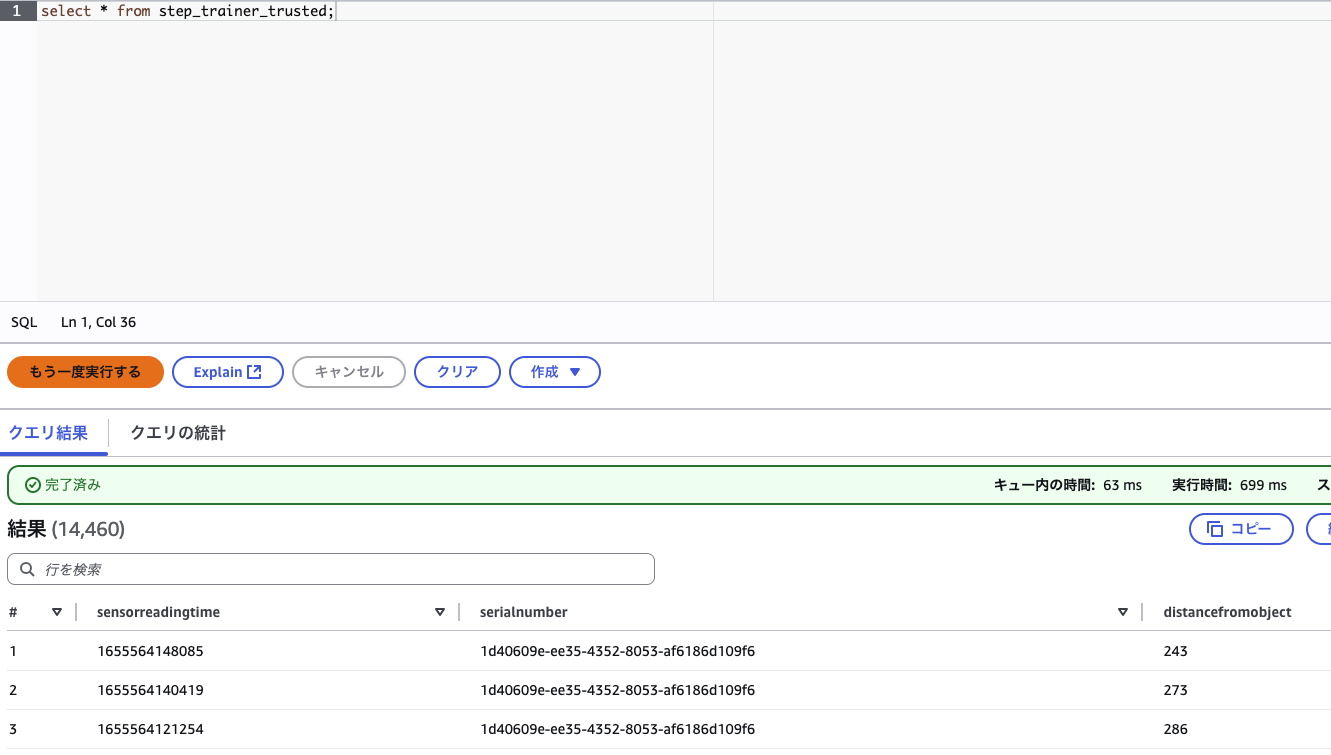 1 select * from step_trainer_trusted;
SQL Ln 1, Col 36
もう一度実行する Explain キャンセル クリア 作成
クエリ結果 クエリの統計
完了済み キュー内の時間: 63 ms 実行時間: 699 ms ス
結果 (14,460) コピー
行を検索
# sensorreadingtime serialnumber distancefromobject
1 1655564148085 1d40609e-ee35-4352-8053-af6186d109f6 243
2 1655564140419 1d40609e-ee35-4352-8053-af6186d109f6 273
3 1655564121254 1d40609e-ee35-4352-8053-af6186d109f6 286